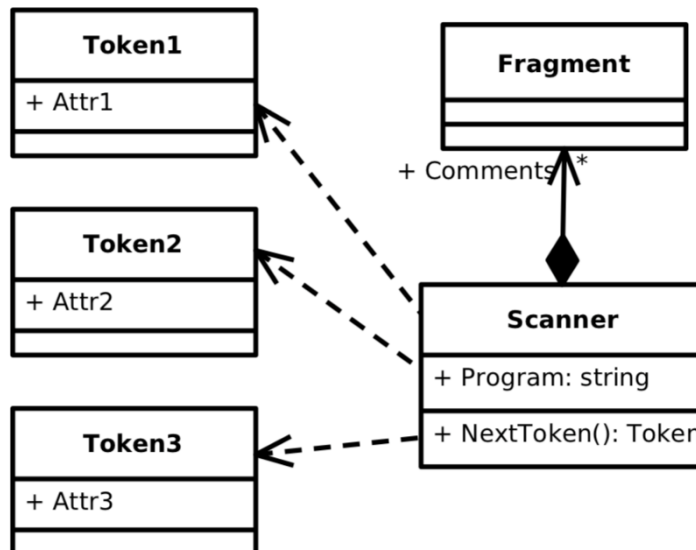 Token1
+ Attr1
Fragment
+ Comments
*
Token2
+ Attr2
Scanner
+ Program: string
+ NextToken(): Token
Token3
+ Attr3